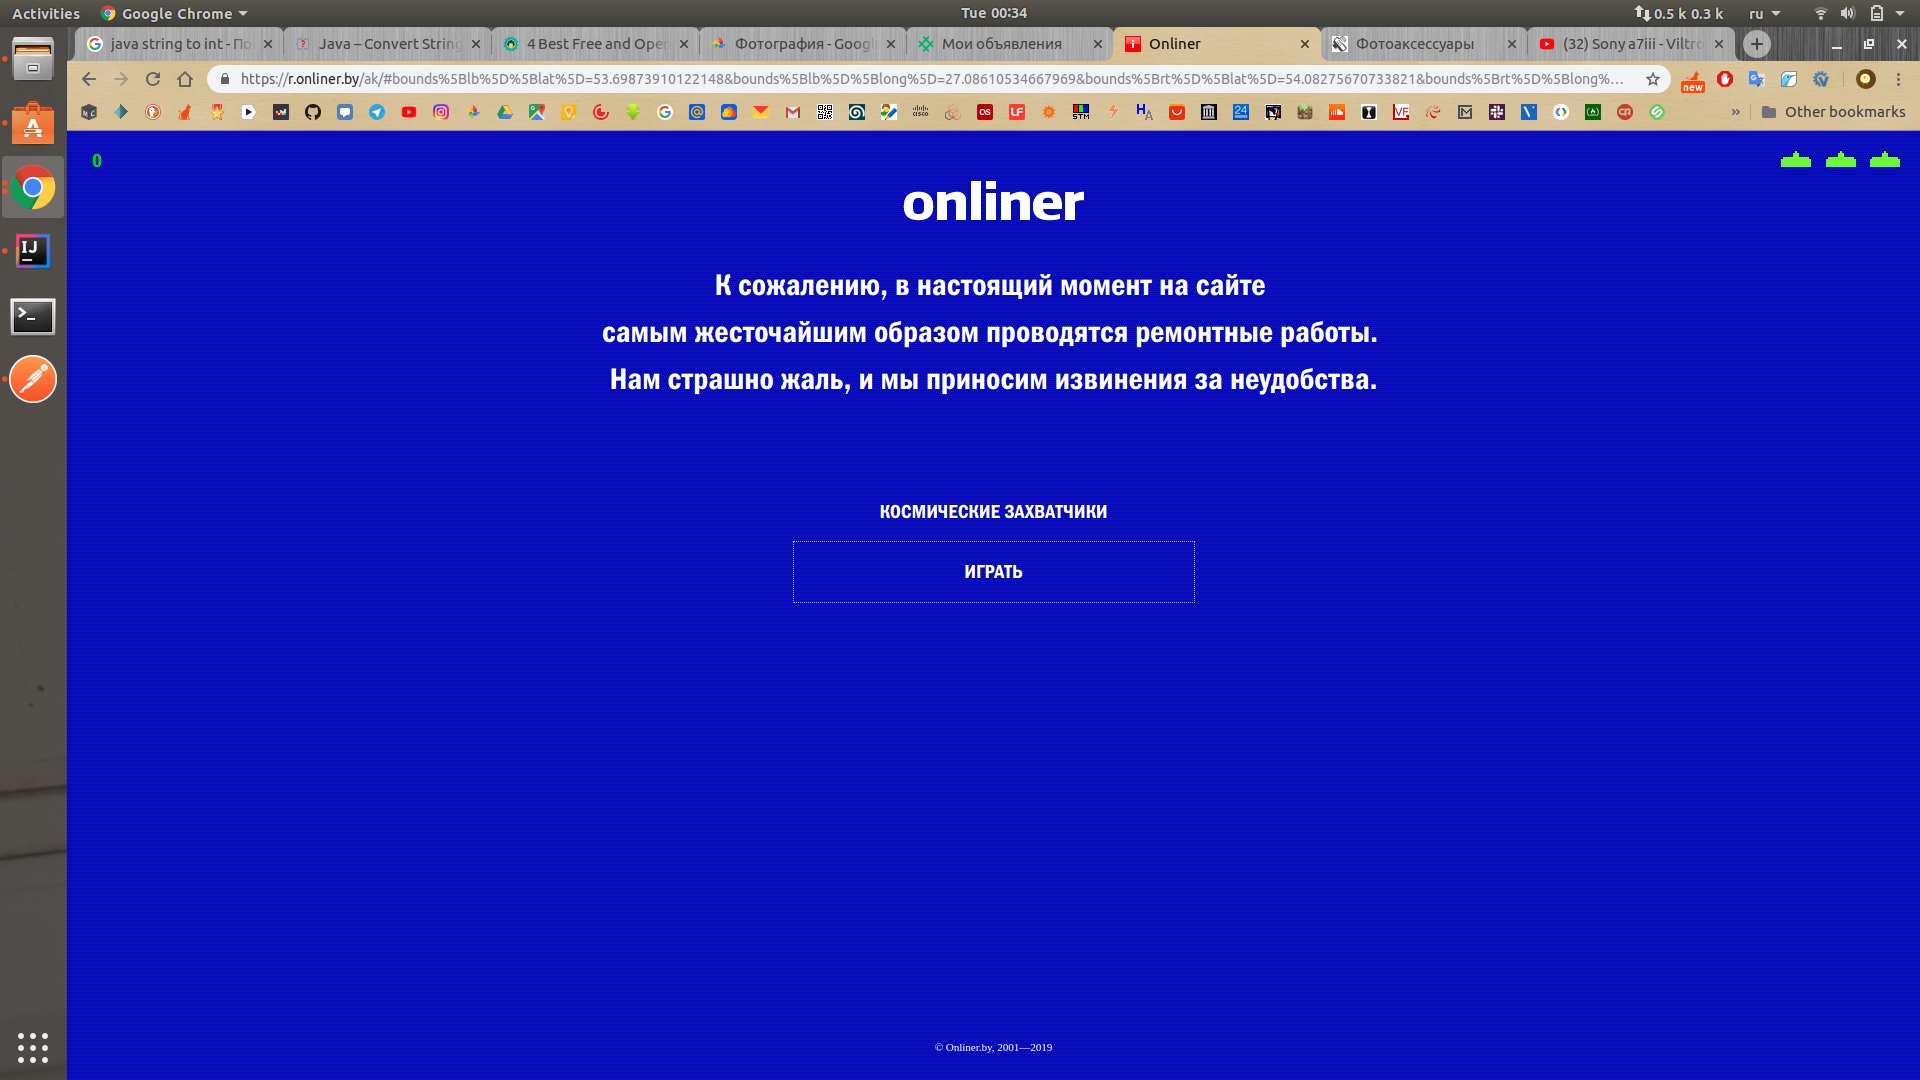 Activities Google Chrome Tue 00:34 0.5 k 0.3 k ru
java string to int - По Java – Convert String 4 Best Free and Open Фотография - Googl Мои объявления Onliner Фотоаксессуары (32) Sony a7iii - Viltro
https://r.onliner.by/ak/#bounds%5Blb%5D%5Blat%5D=53.69873910122148&bounds%5Blb%5D%5Blong%5D=27.08610534667969&bounds%5Brt%5D%5Blat%5D=54.08275670733821&bounds%5Brt%5D%5Blong%... new
Other bookmarks
0
onliner
К сожалению, в настоящий момент на сайте
самым жесточайшим образом проводятся ремонтные работы.
Нам страшно жаль, и мы приносим извинения за неудобства.
КОСМИЧЕСКИЕ ЗАХВАТЧИКИ
ИГРАТЬ
© Onliner.by, 2001—2019